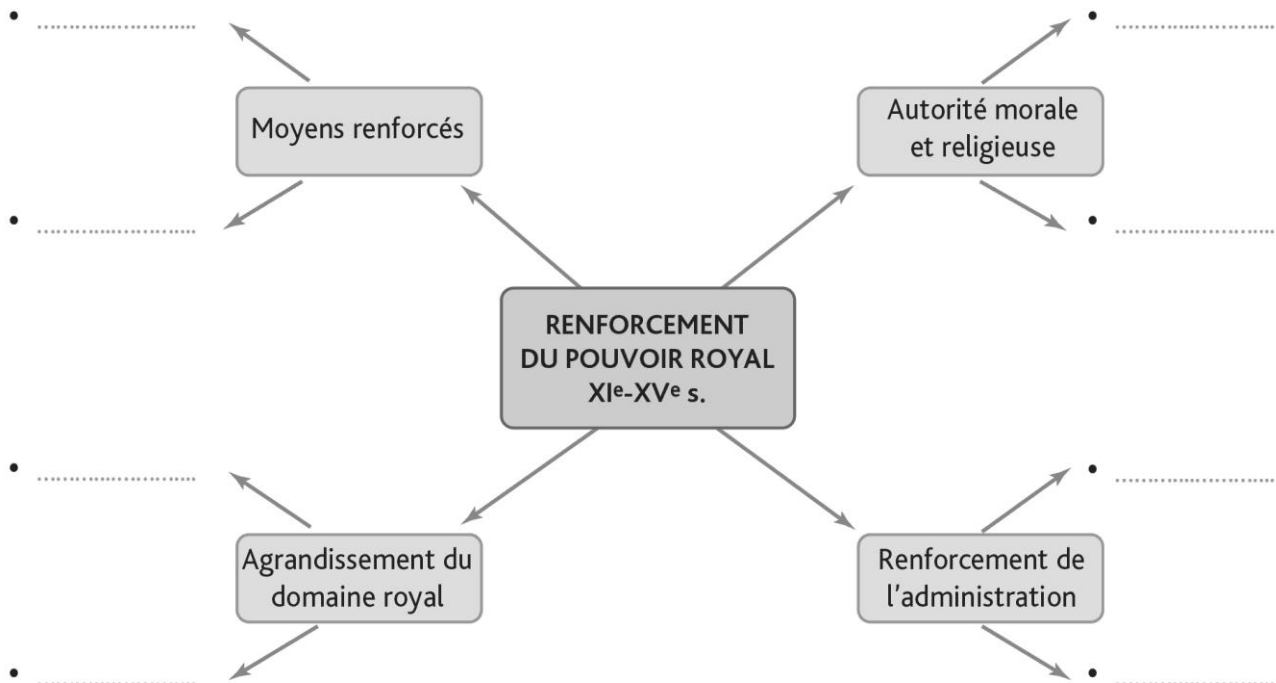 • ........................
• ........................
Moyens renforcés
Autorité morale
et religieuse
• ........................
• ........................
RENFORCEMENT
DU POUVOIR ROYAL
XIe-XVe s.
• ........................
• ........................
Agrandissement du
domaine royal
Renforcement de
l'administration
• ........................
• ........................